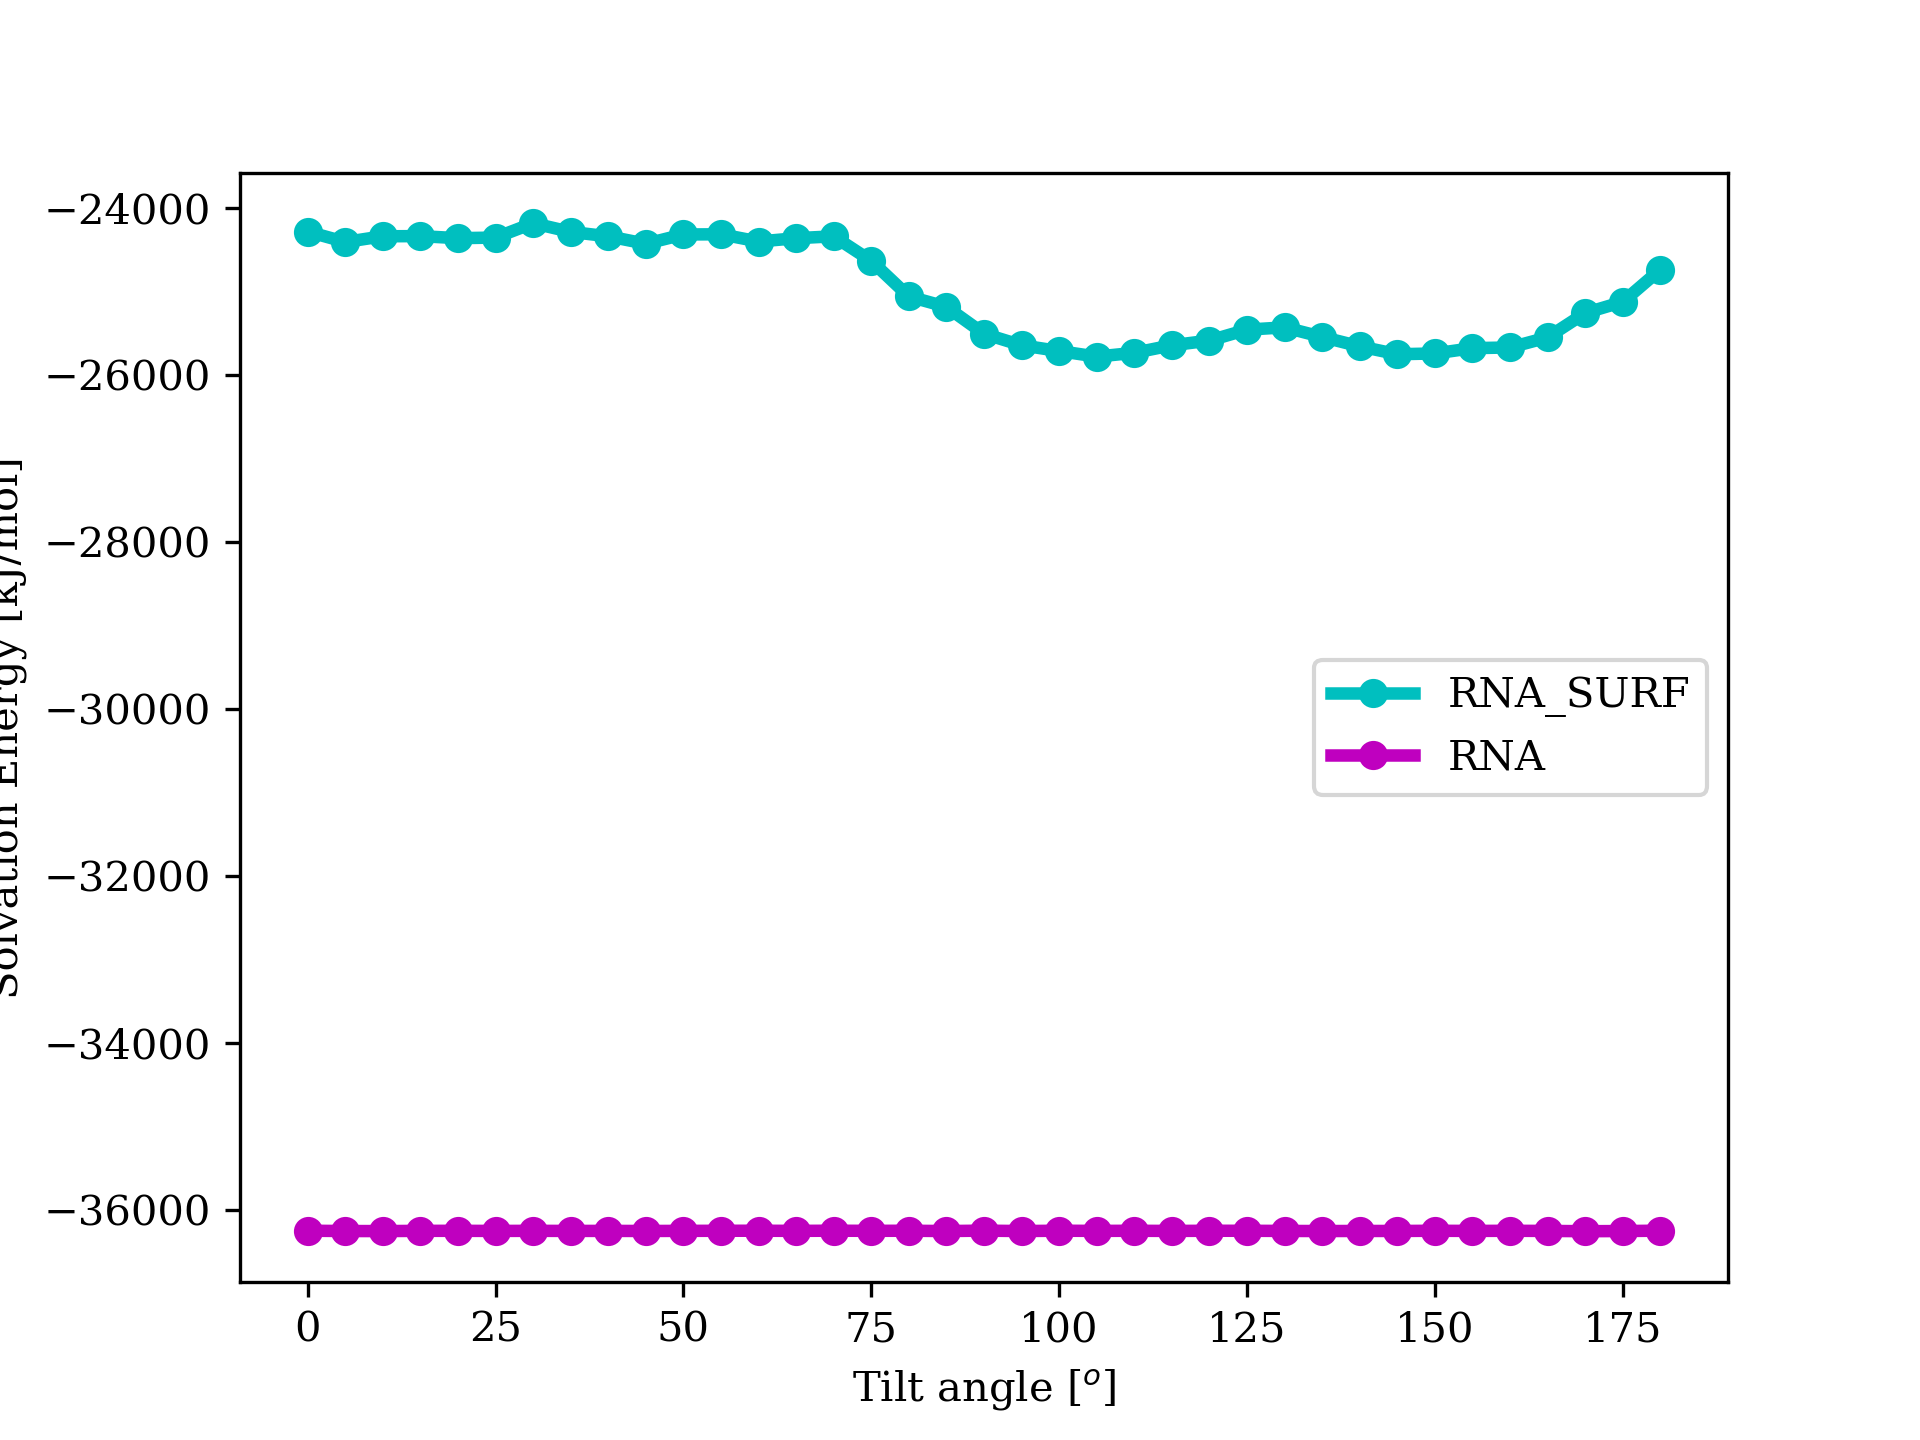 −24000
−26000
−28000
−30000
−32000
−34000
−36000
Solvation Energy [kJ/mol]
RNA_SURF
RNA
0 25 50 75 100 125 150 175
Tilt angle [o]